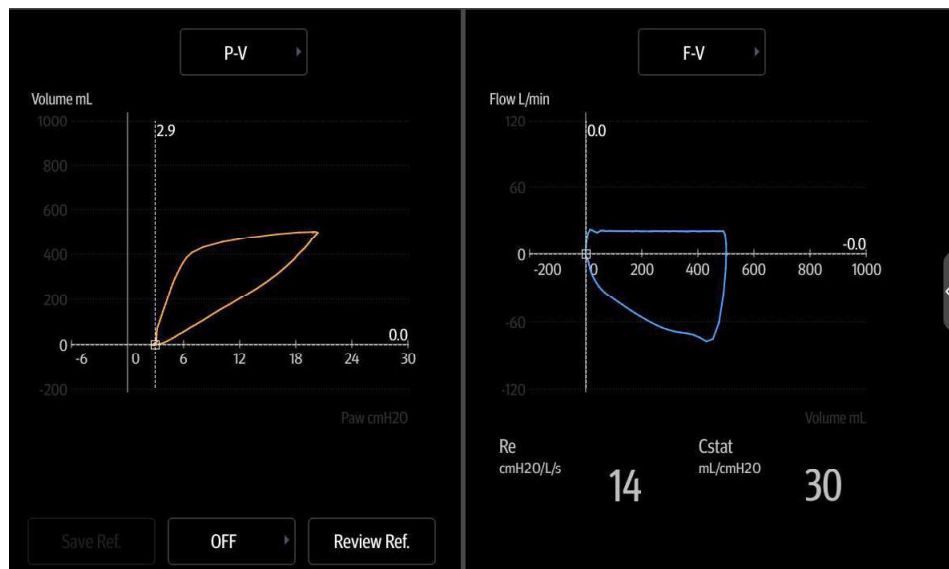 P-V
Volume mL
1000
2.9
800
600
400
200
0
0.0
-6 0 6 12 18 24 30
-200
Paw cmH2O
Save Ref.
OFF
Review Ref.
F-V
Flow L/min
120
0.0
60
0
-0.0
-200 0 200 400 600 800 1000
-60
-120
Volume mL
Re
cmH2O/L/s
14
Cstat
mL/cmH2O
30